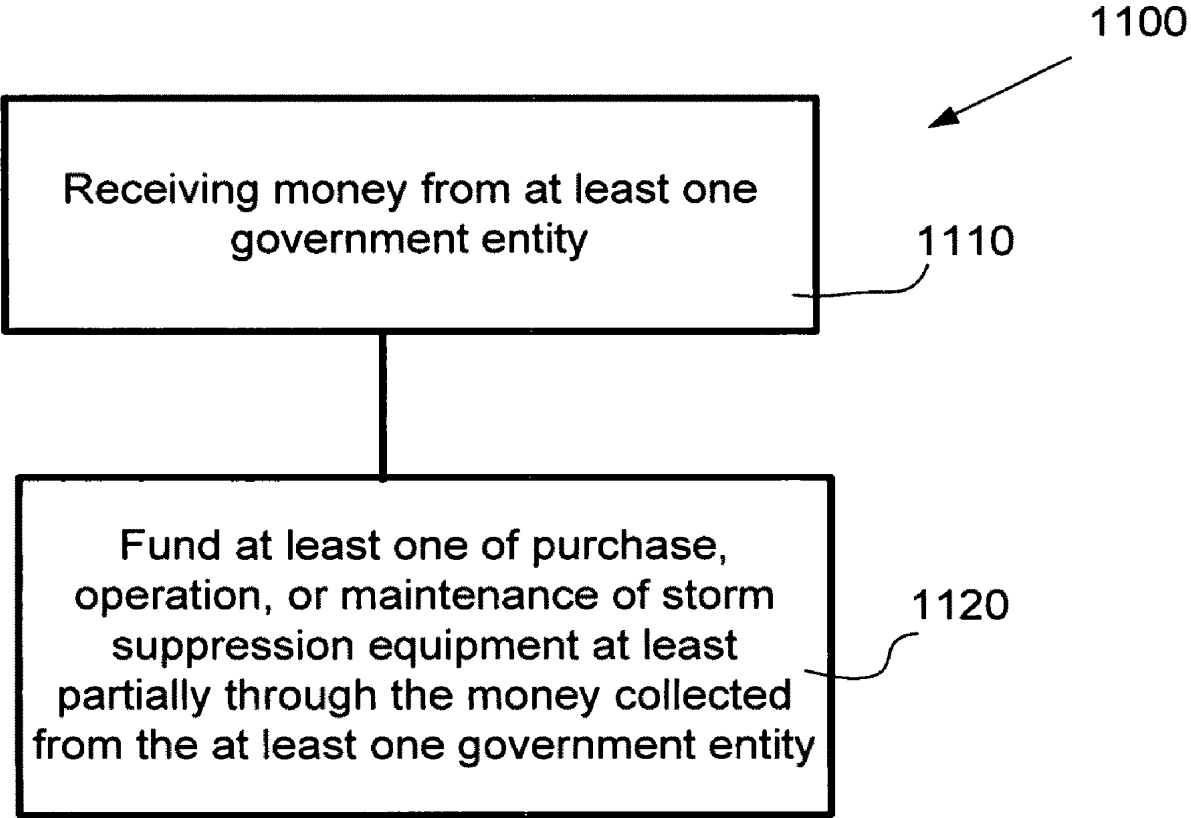 1100
Receiving money from at least one
government entity
1110
Fund at least one of purchase,
operation, or maintenance of storm
suppression equipment at least
partially through the money collected
from the at least one government entity
1120